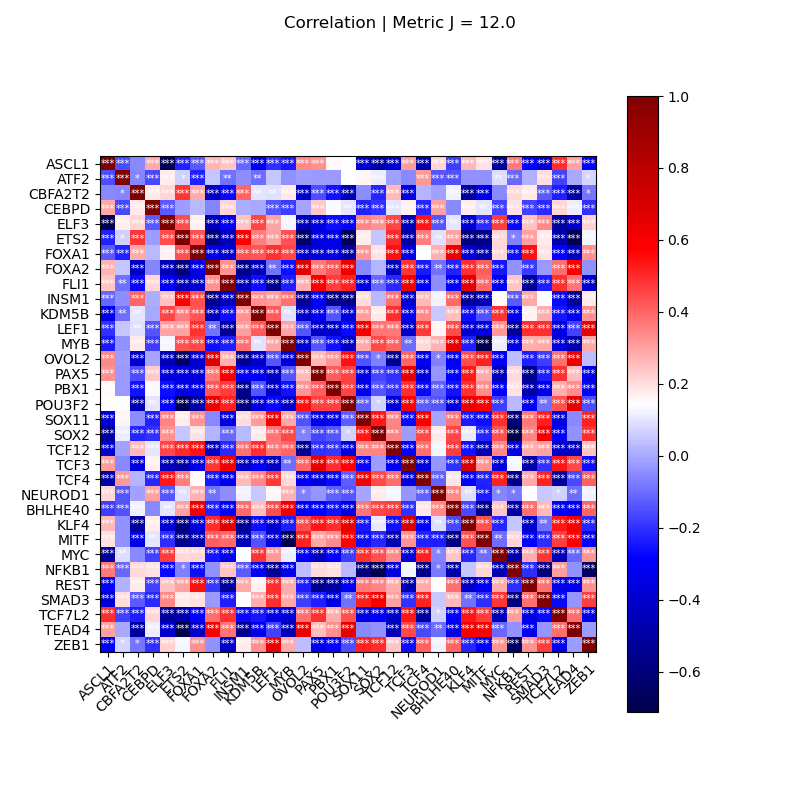 Correlation | Metric J = 12.0
ASCL1
ATF2
CBFA2T2
CEBPD
ELF3
ETS2
FOXA1
FOXA2
FLI1
INSM1
KDM5B
LEF1
MYB
OVOL2
PAX5
PBX1
POU3F2
SOX11
SOX2
TCF12
TCF3
TCF4
NEUROD1
BHLHE40
KLF4
MITF
MYC
NFKB1
REST
SMAD3
TCF7L2
TEAD4
ZEB1
ASCL1
ATF2
CBFA2T2
CEBPD
ELF3
ETS2
FOXA1
FOXA2
FLI1
INSM1
KDM5B
LEF1
MYB
OVOL2
PAX5
PBX1
POU3F2
SOX11
SOX2
TCF12
TCF3
TCF4
NEUROD1
BHLHE40
KLF4
MITF
MYC
NFKB1
REST
SMAD3
TCF7L2
TEAD4
ZEB1
1.0
0.8
0.6
0.4
0.2
0.0
−0.2
−0.4
−0.6